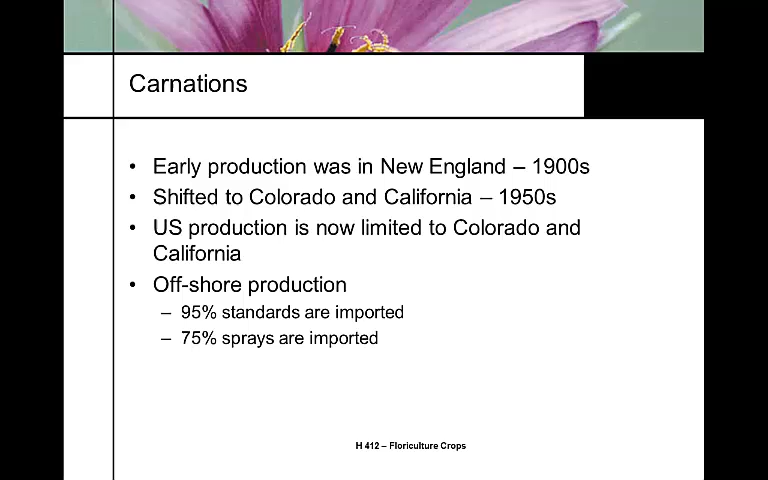 Carnations
• Early production was in New England – 1900s
• Shifted to Colorado and California – 1950s
• US production is now limited to Colorado and
California
• Off-shore production
– 95% standards are imported
– 75% sprays are imported
H 412 – Floriculture Crops